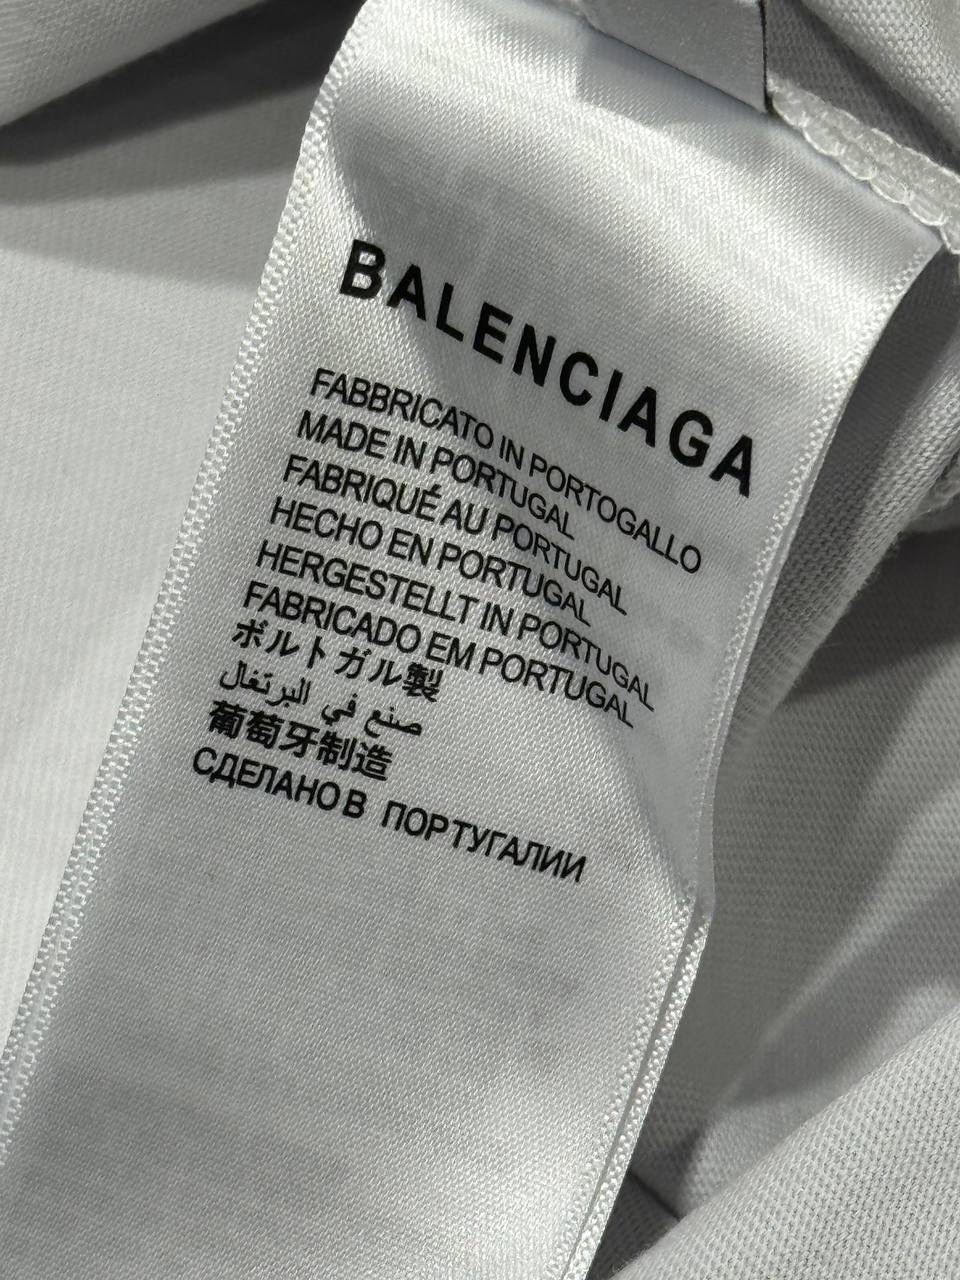 BALENCIAGA
FABBRICATO IN PORTOGALLO
MADE IN PORTUGAL
FABRIQUÉ AU PORTUGAL
HECHO EN PORTUGAL
HERGESTELLT IN PORTUGAL
FABRICADO EM PORTUGAL
ボルトガル製
صنع في البرتغال
葡萄牙制造
СДЕЛАНО В ПОРТУГАЛИИ